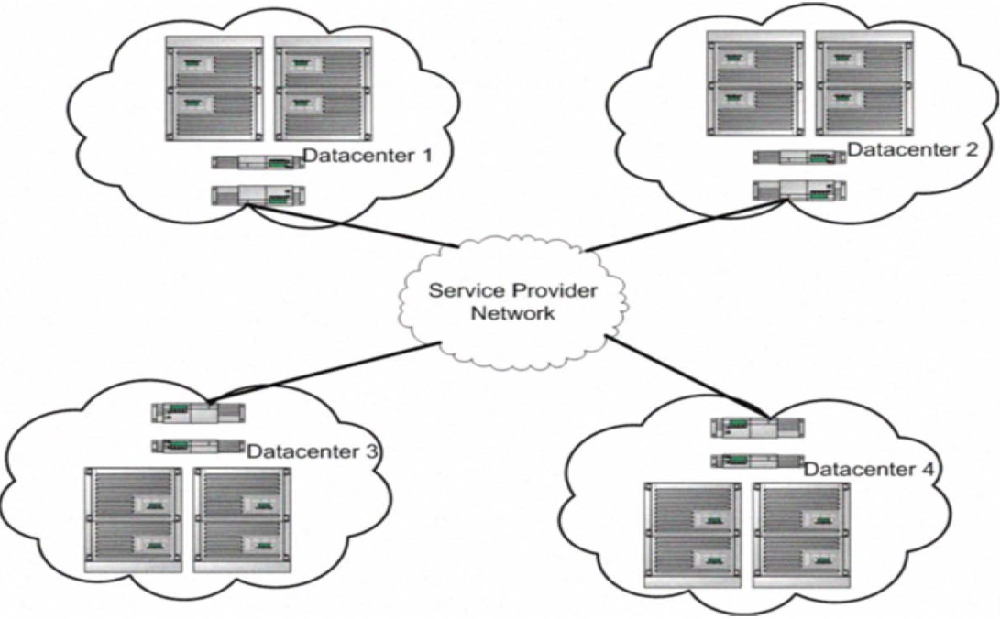 Datacenter 1
Datacenter 2
Service Provider
Network
Datacenter 3
Datacenter 4